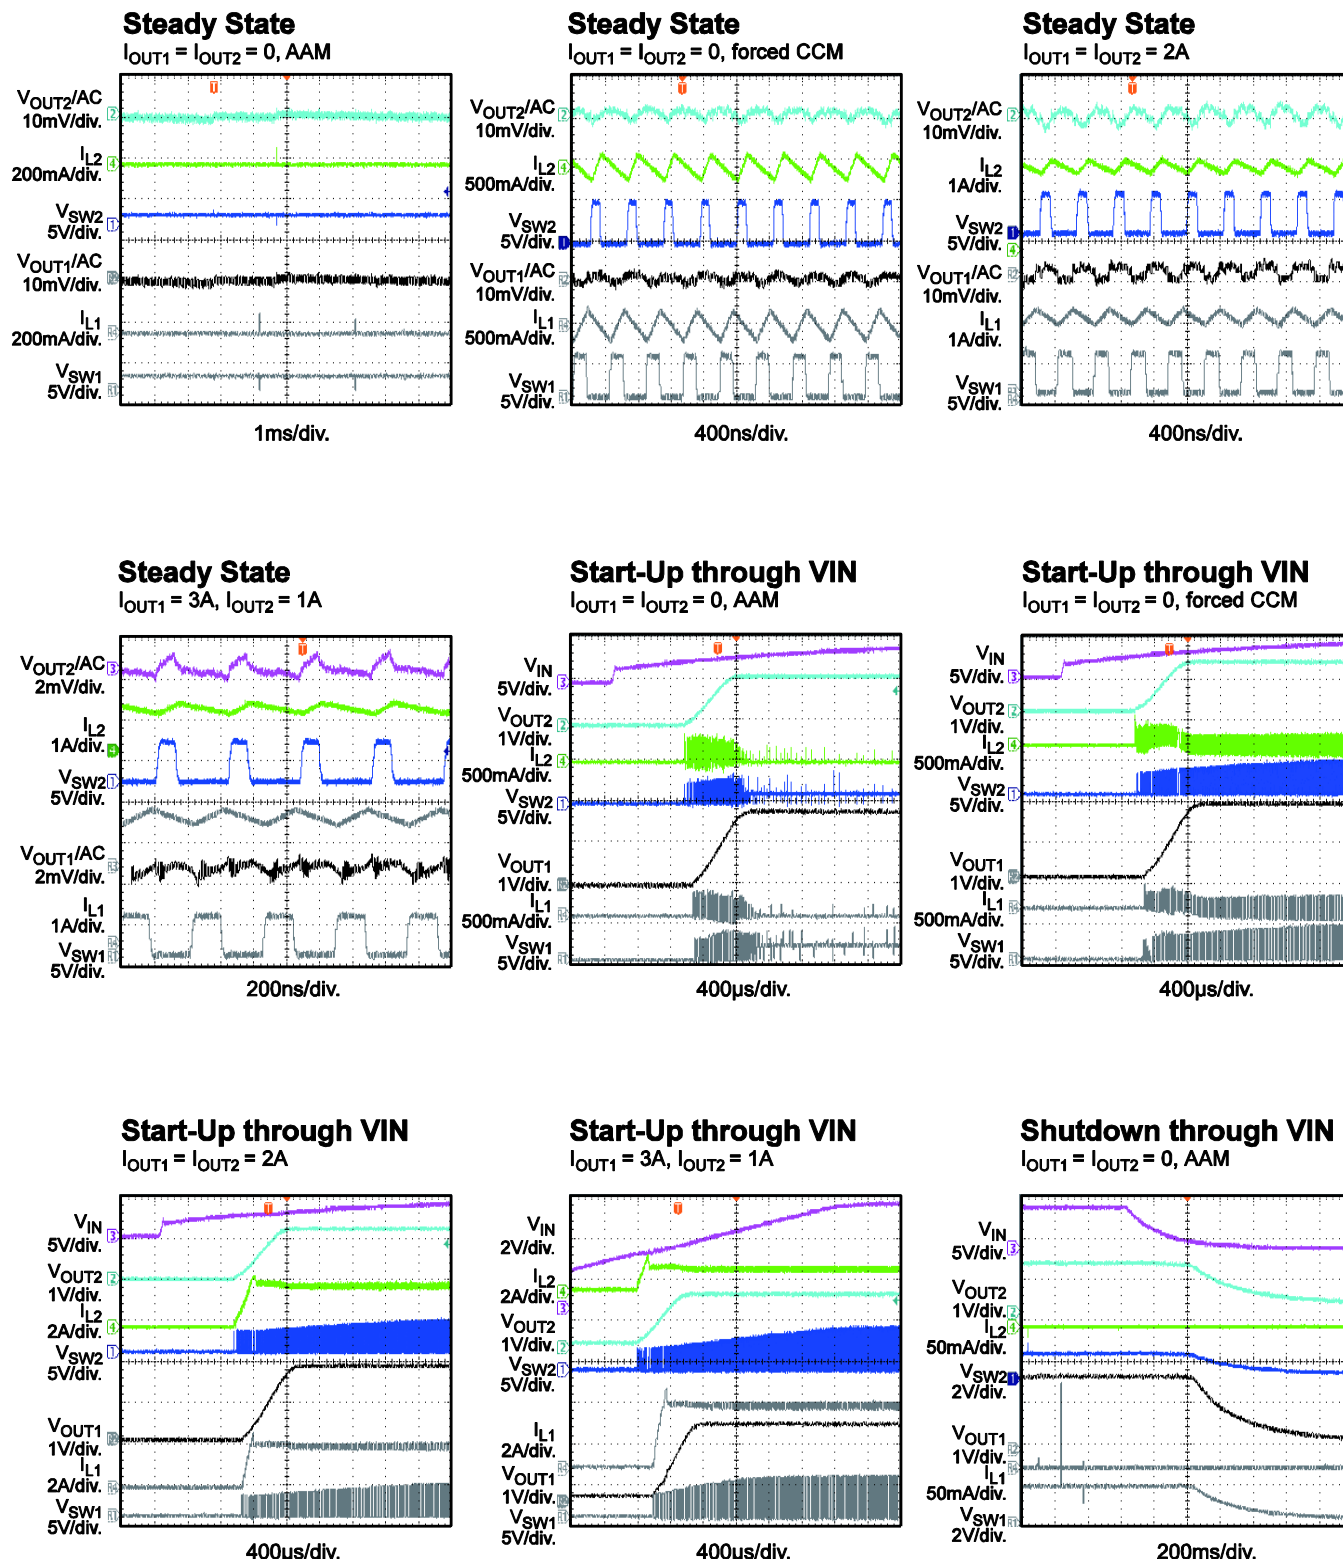 Steady State
IOUT1 = IOUT2 = 0, AAM
VOUT2/AC
10mV/div.
IL2
200mA/div.
VSW2
5V/div.
VOUT1/AC
10mV/div.
IL1
200mA/div.
VSW1
5V/div.
1ms/div.
Steady State
IOUT1 = IOUT2 = 0, forced CCM
VOUT2/AC
10mV/div.
IL2
500mA/div.
VSW2
5V/div.
VOUT1/AC
10mV/div.
IL1
500mA/div.
VSW1
5V/div.
400ns/div.
Steady State
IOUT1 = IOUT2 = 2A
VOUT2/AC
10mV/div.
IL2
1A/div.
VSW2
5V/div.
VOUT1/AC
10mV/div.
IL1
1A/div.
VSW1
5V/div.
400ns/div.
Steady State
IOUT1 = 3A, IOUT2 = 1A
VOUT2/AC
2mV/div.
IL2
1A/div.
VSW2
5V/div.
VOUT1/AC
2mV/div.
IL1
1A/div.
VSW1
5V/div.
200ns/div.
Start-Up through VIN
IOUT1 = IOUT2 = 0, AAM
VIN
5V/div.
VOUT2
1V/div.
IL2
500mA/div.
VSW2
5V/div.
VOUT1
1V/div.
IL1
500mA/div.
VSW1
5V/div.
400µs/div.
Start-Up through VIN
IOUT1 = IOUT2 = 0, forced CCM
VIN
5V/div.
VOUT2
1V/div.
IL2
500mA/div.
VSW2
5V/div.
VOUT1
1V/div.
IL1
500mA/div.
VSW1
5V/div.
400µs/div.
Start-Up through VIN
IOUT1 = IOUT2 = 2A
VIN
5V/div.
VOUT2
1V/div.
IL2
2A/div.
VSW2
5V/div.
VOUT1
1V/div.
IL1
2A/div.
VSW1
5V/div.
400µs/div.
Start-Up through VIN
IOUT1 = 3A, IOUT2 = 1A
VIN
2V/div.
IL2
2A/div.
VOUT2
1V/div.
VSW2
5V/div.
IL1
2A/div.
VOUT1
1V/div.
VSW1
5V/div.
400µs/div.
Shutdown through VIN
IOUT1 = IOUT2 = 0, AAM
VIN
5V/div.
VOUT2
1V/div.
IL2
50mA/div.
VSW2
2V/div.
VOUT1
1V/div.
IL1
50mA/div.
VSW1
2V/div.
200ms/div.